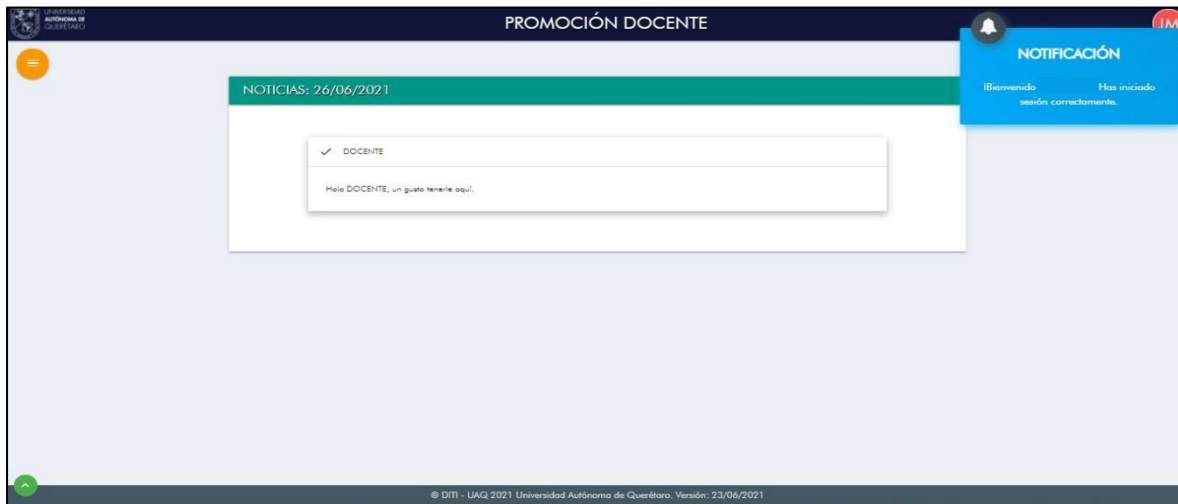 UNIVERSIDAD
AUTÓNOMA DE
QUERÉTARO
PROMOCIÓN DOCENTE
JM
NOTIFICACIÓN
¡Bienvenido Has iniciado
sesión correctamente.
NOTICIAS: 26/06/2021
DOCENTE
Hola DOCENTE, un gusto tenerle aquí.
© DITI - UAQ 2021 Universidad Autónoma de Querétaro. Versión: 23/06/2021